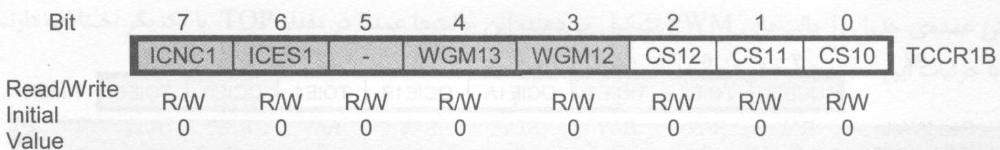 Bit 7 6 5 4 3 2 1 0
ICNC1 ICES1 - WGM13 WGM12 CS12 CS11 CS10 TCCR1B
Read/Write R/W R/W R/W R/W R/W R/W R/W R/W
Initial
Value 0 0 0 0 0 0 0 0